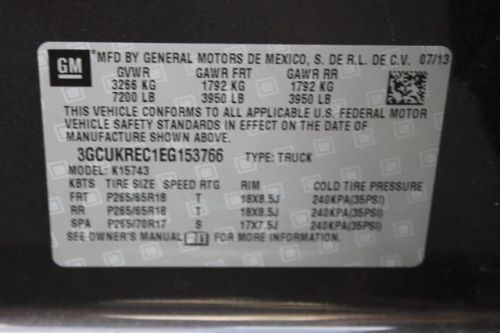 GM MFD BY GENERAL MOTORS DE MEXICO, S. DE R.L. DE C.V. 07/13
GVWR GAWR FRT GAWR RR
3266 KG 1792 KG 1792 KG
7200 LB 3950 LB 3950 LB
THIS VEHICLE CONFORMS TO ALL APPLICABLE U.S. FEDERAL MOTOR
VEHICLE SAFETY STANDARDS IN EFFECT ON THE DATE OF
MANUFACTURE SHOWN ABOVE.
3GCUKREC1EG153766 TYPE: TRUCK
MODEL: K15743
KBTS TIRE SIZE SPEED RTG RIM COLD TIRE PRESSURE
FRT P265/65R18 T 18X8.5J 240KPA(35PSI)
RR P265/65R18 T 18X8.5J 240KPA(35PSI)
SPA P265/70R17 S 17X7.5J 240KPA(35PSI)
SEE OWNER'S MANUAL FOR MORE INFORMATION.